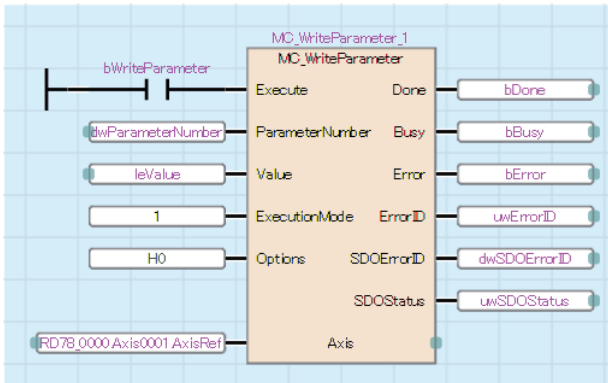 MC_WriteParameter_1
MC_WriteParameter
bWriteParameter
Execute Done bDone
dwParameterNumber ParameterNumber Busy bBusy
leValue Value Error bError
1 ExecutionMode ErrorID uwErrorID
H0 Options SDOErrorID dwSDOErrorID
SDOStatus uwSDOStatus
RD78_0000.Axis0001.AxisRef Axis